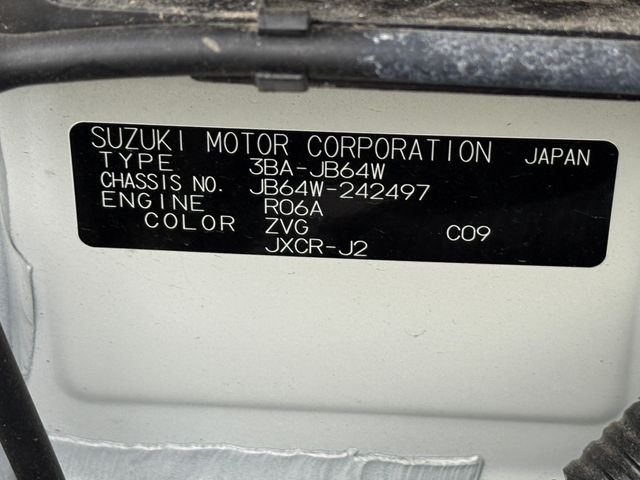 SUZUKI MOTOR CORPORATION JAPAN
TYPE 3BA-JB64W
CHASSIS NO. JB64W-242497
ENGINE R06A
COLOR ZVG C09
JXCR-J2